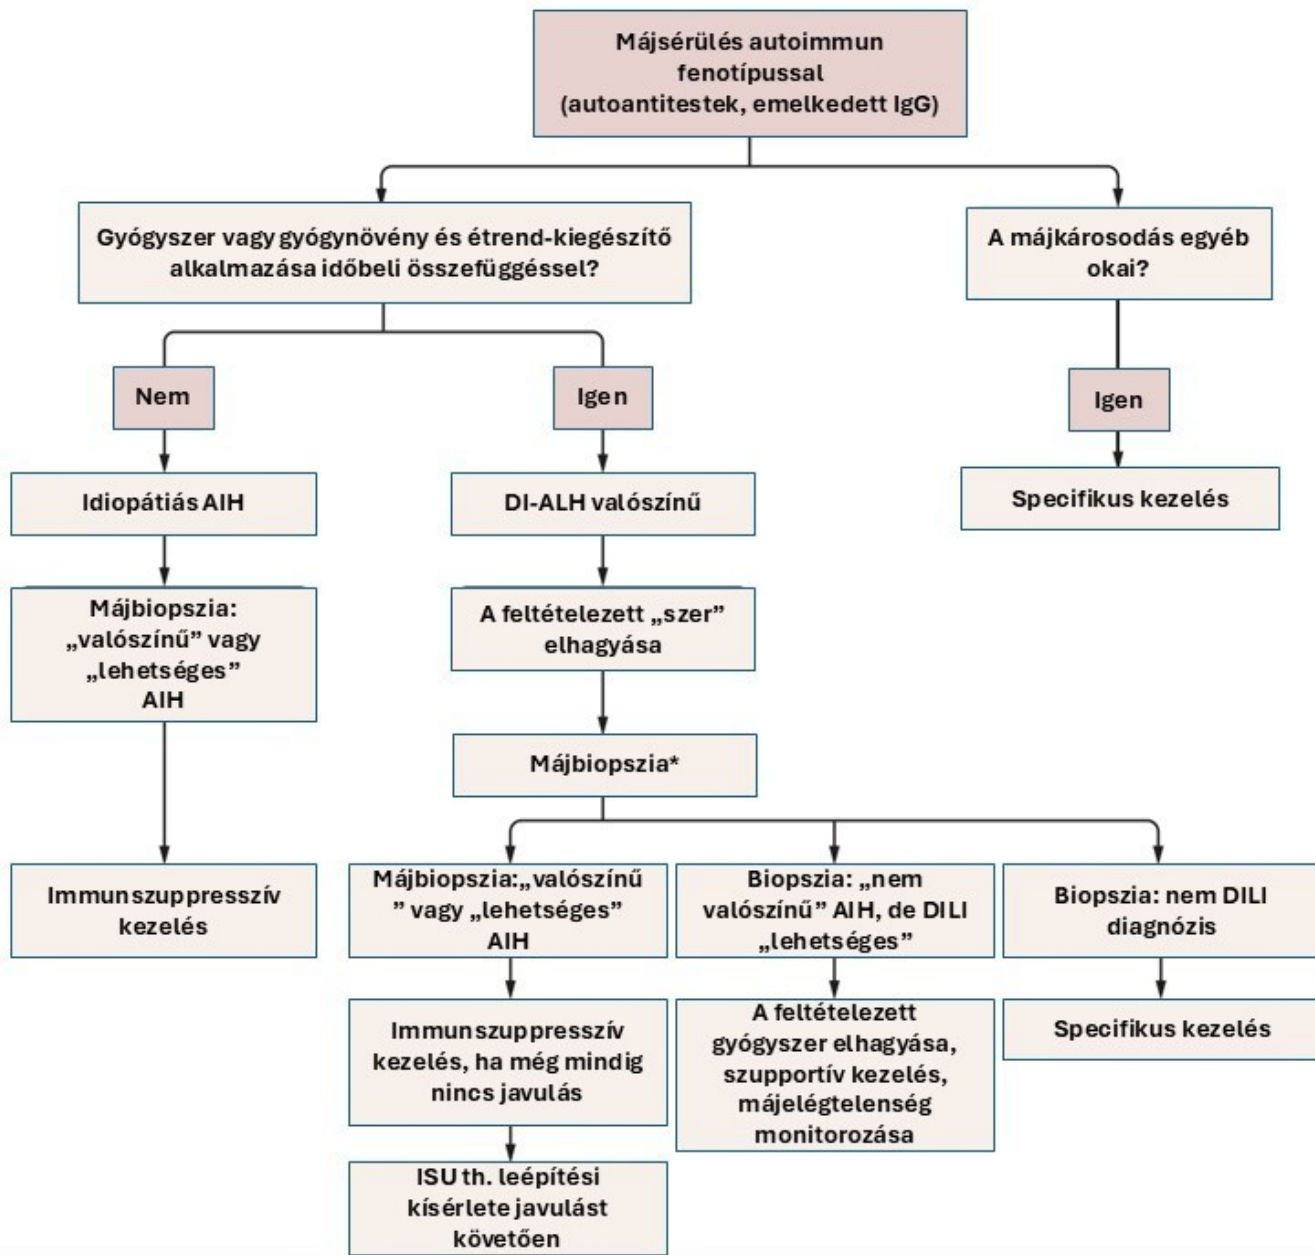 Májsérülés autoimmun
fenotípussal
(autoantitestek, emelkedett IgG)
Gyógyszer vagy gyógynövény és étrend-kiegészítő
alkalmazása időbeli összefüggéssel?
A májkárosodás egyéb
okai?
Nem
Igen
Igen
Idiopátiás AIH
DI-ALH valószínű
Specifikus kezelés
Májbiopszia:
„valószínű” vagy
„lehetséges”
AIH
A feltételezett „szer”
elhagyása
Májbiopszia*
Immunszuppresszív
kezelés
Májbiopszia:„valószínű
” vagy „lehetséges”
AIH
Biopszia: „nem
valószínű” AIH, de DILI
„lehetséges”
Biopszia: nem DILI
diagnózis
Immunszuppresszív
kezelés, ha még mindig
nincs javulás
A feltételezett
gyógyszer elhagyása,
szupportív kezelés,
májelégtelenség
monitorozása
Specifikus kezelés
ISU th. leépítési
kísérlete javulást
követően